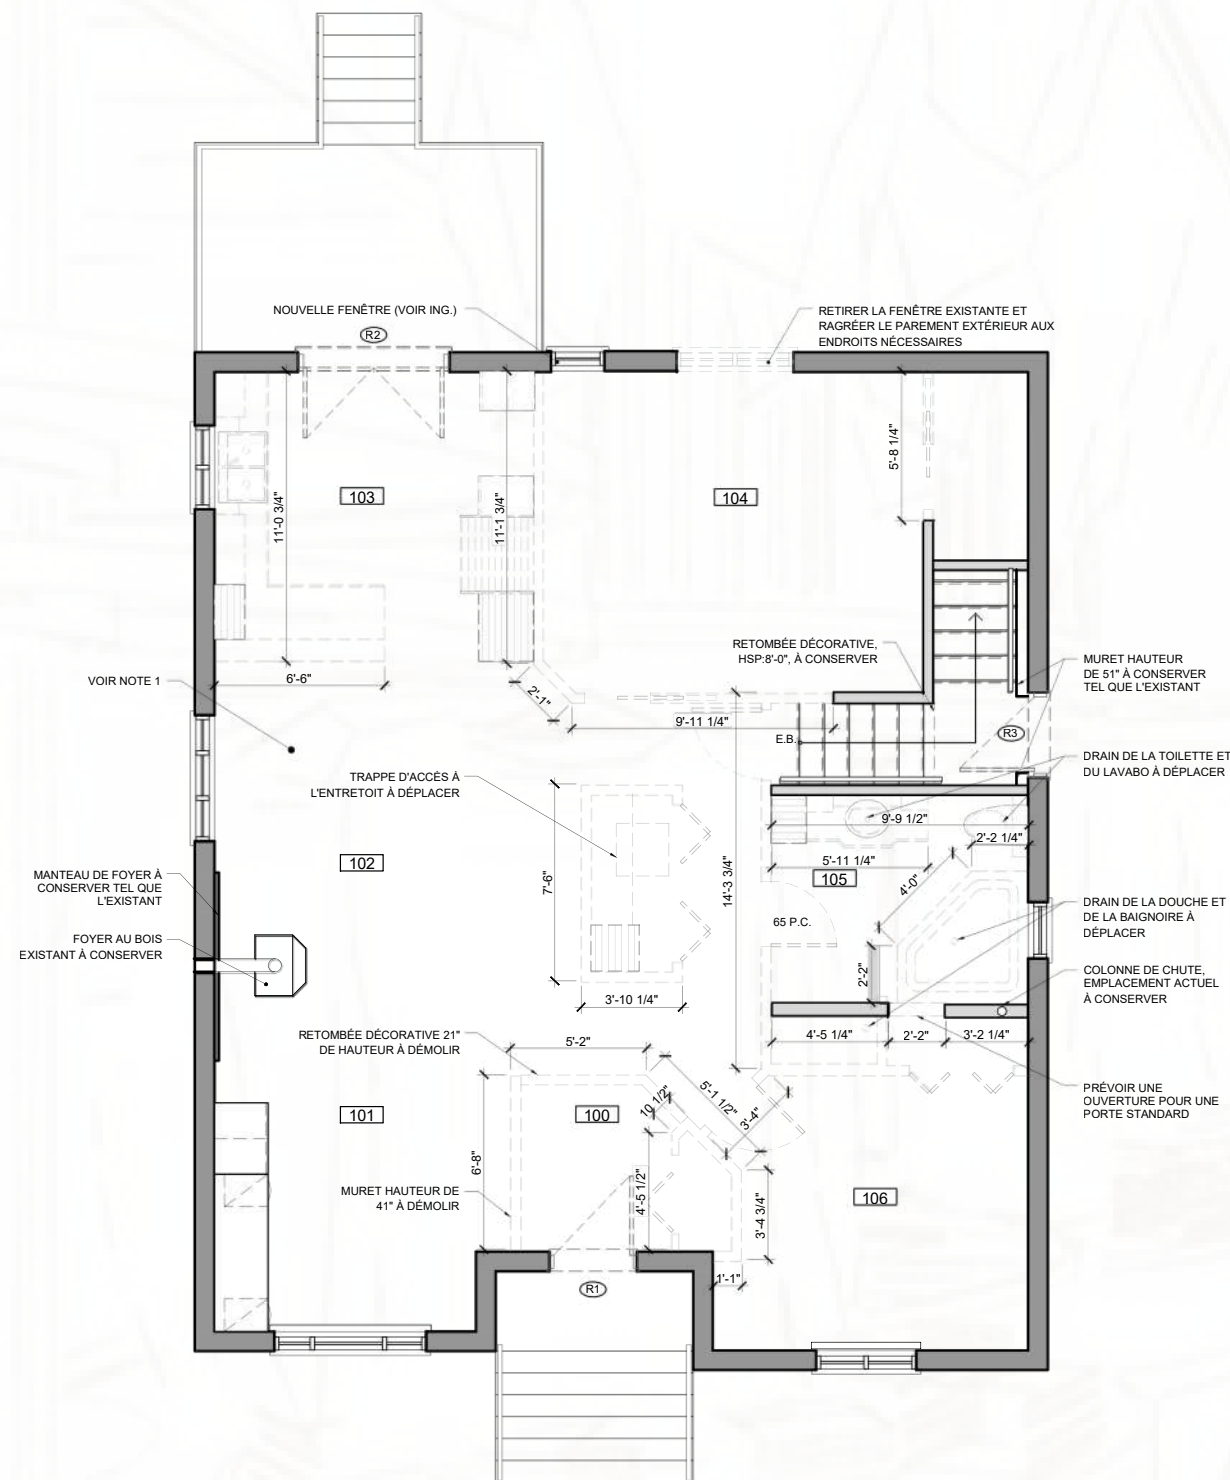 NOUVELLE FENÊTRE (VOIR ING.)
R2
RETIRER LA FENÊTRE EXISTANTE ET
RAGRÉER LE PAREMENT EXTÉRIEUR AUX
ENDROITS NÉCESSAIRES
5'-8 1/4"
103
104
11'-0 3/4"
11'-1 3/4"
RETOMBÉE DÉCORATIVE,
HSP:8'-0", À CONSERVER
MURET HAUTEUR
DE 51" À CONSERVER
TEL QUE L'EXISTANT
VOIR NOTE 1
6'-6"
2'-1"
9'-11 1/4"
E.B.
R3
TRAPPE D'ACCÈS À
L'ENTRETOIT À DÉPLACER
DRAIN DE LA TOILETTE ET
DU LAVABO À DÉPLACER
9'-9 1/2"
2'-2 1/4"
5'-11 1/4"
102
105
7'-6"
14'-3 3/4"
4'-0"
MANTEAU DE FOYER À
CONSERVER TEL QUE
L'EXISTANT
65 P.C.
DRAIN DE LA DOUCHE ET
DE LA BAIGNOIRE À
DÉPLACER
FOYER AU BOIS
EXISTANT À CONSERVER
2'-2"
COLONNE DE CHUTE,
EMPLACEMENT ACTUEL
À CONSERVER
3'-10 1/4"
RETOMBÉE DÉCORATIVE 21"
DE HAUTEUR À DÉMOLIR
5'-2"
4'-5 1/4"
2'-2"
3'-2 1/4"
PRÉVOIR UNE
OUVERTURE POUR UNE
PORTE STANDARD
101
100
10 1/2"
5'-1 1/2"
3'-4"
6'-8"
4'-5 1/2"
MURET HAUTEUR DE
41" À DÉMOLIR
106
3'-4 3/4"
1'-1"
R1